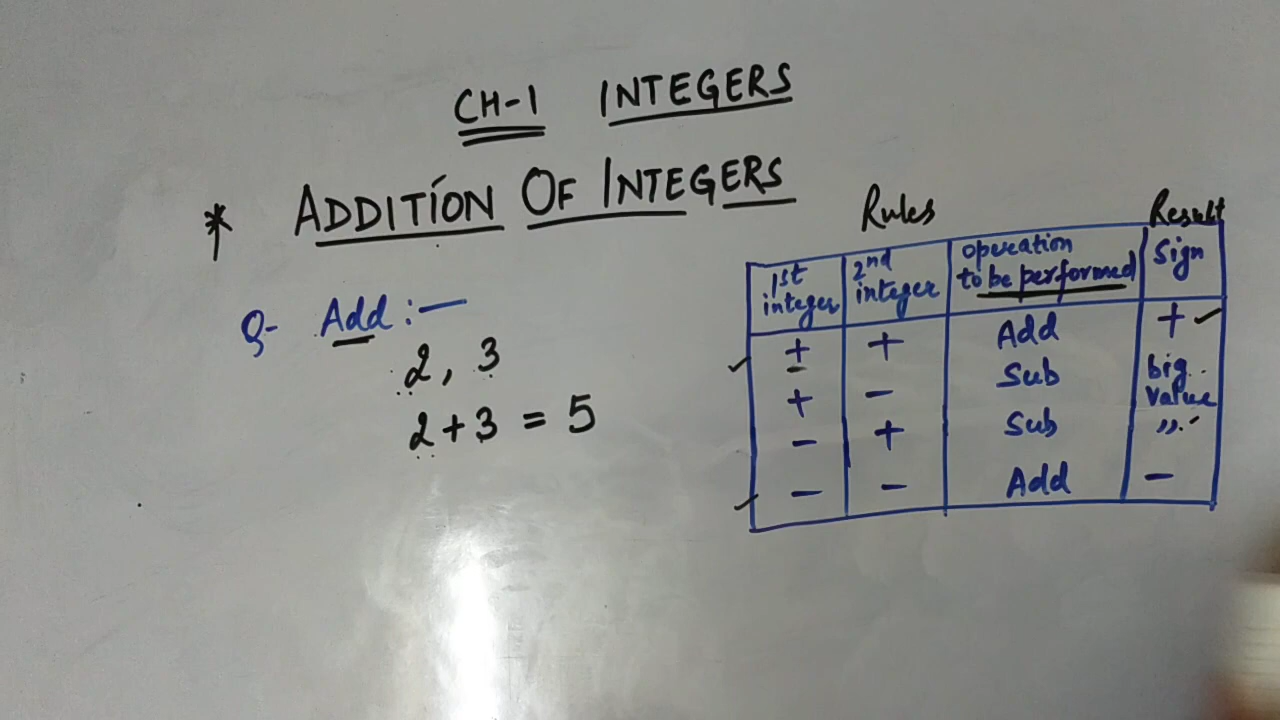 CH-1 INTEGERS
* ADDITION OF INTEGERS
Q- Add :-
2, 3
2+3 = 5
Rules
Result
1st integer 2nd integer operation to be performed Sign
+ + Add +
+ - Sub big value
- + Sub ,,
- - Add -